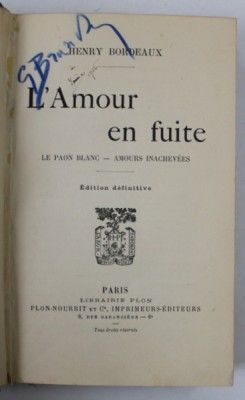 HENRY BORDEAUX
L'Amour
en fuite
LE PAON BLANC — AMOURS INACHEVÉES
Édition définitive
PARIS
LIBRAIRIE PLON
PLON-NOURRIT ET Cie, IMPRIMEURS-ÉDITEURS
8, RUE GARANCIÈRE — 6e
Tous droits réservés